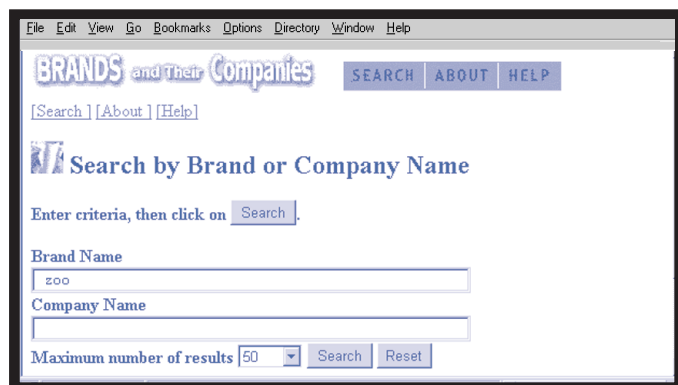 File Edit View Go Bookmarks Options Directory Window Help
BRANDS and Their Companies SEARCH ABOUT HELP
[Search ] [About ] [Help]
Search by Brand or Company Name
Enter criteria, then click on Search .
Brand Name
zoo
Company Name
Maximum number of results 50 Search Reset